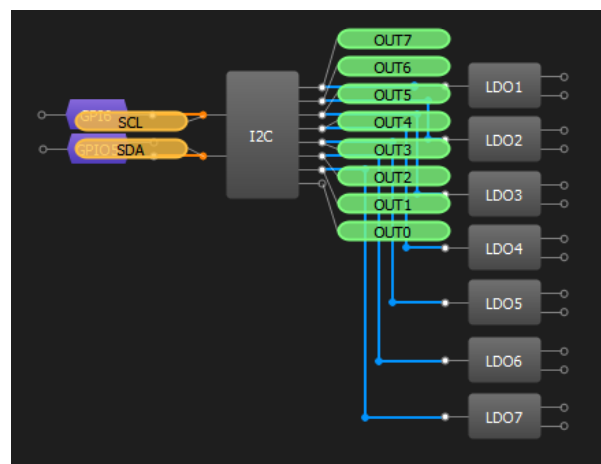 OUT7
OUT6
OUT5
OUT4
OUT3
OUT2
OUT1
OUT0
GPI6
SCL
GPIO
SDA
I2C
LDO1
LDO2
LDO3
LDO4
LDO5
LDO6
LDO7